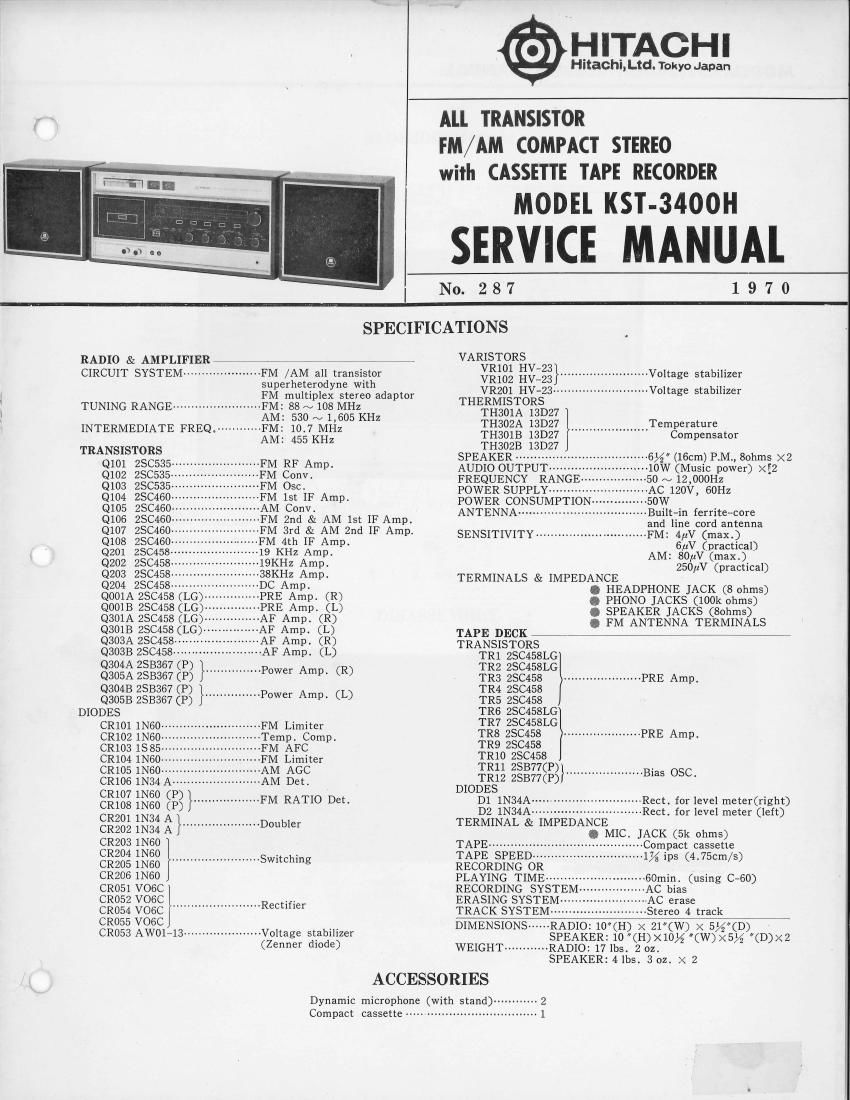 HITACHI
Hitachi, Ltd. Tokyo Japan
ALL TRANSISTOR
FM/AM COMPACT STEREO
with CASSETTE TAPE RECORDER
MODEL KST-3400H
SERVICE MANUAL
No. 287 1970
SPECIFICATIONS
RADIO & AMPLIFIER
CIRCUIT SYSTEM··················FM /AM all transistor
superheterodyne with
FM multiplex stereo adaptor
TUNING RANGE····················FM: 88 ~ 108 MHz
AM: 530 ~ 1,605 KHz
INTERMEDIATE FREQ.···········FM: 10.7 MHz
AM: 455 KHz
TRANSISTORS
Q101 2SC535····················FM RF Amp.
Q102 2SC535····················FM Conv.
Q103 2SC535····················FM Osc.
Q104 2SC460····················FM 1st IF Amp.
Q105 2SC460····················AM Conv.
Q106 2SC460····················FM 2nd & AM 1st IF Amp.
Q107 2SC460····················FM 3rd & AM 2nd IF Amp.
Q108 2SC460····················FM 4th IF Amp.
Q201 2SC458····················19 KHz Amp.
Q202 2SC458····················19KHz Amp.
Q203 2SC458····················38KHz Amp.
Q204 2SC458····················DC Amp.
Q001A 2SC458 (LG)·············PRE Amp. (R)
Q001B 2SC458 (LG)·············PRE Amp. (L)
Q301A 2SC458 (LG)·············AF Amp. (R)
Q301B 2SC458 (LG)·············AF Amp. (L)
Q303A 2SC458···················AF Amp. (R)
Q303B 2SC458···················AF Amp. (L)
Q304A 2SB367 (P)
Q305A 2SB367 (P) ·············Power Amp. (R)
Q304B 2SB367 (P)
Q305B 2SB367 (P) ·············Power Amp. (L)
DIODES
CR101 1N60·······················FM Limiter
CR102 1N60·······················Temp. Comp.
CR103 1S85·······················FM AFC
CR104 1N60·······················FM Limiter
CR105 1N60·······················AM AGC
CR106 1N34 A····················AM Det.
CR107 1N60 (P)
CR108 1N60 (P) ···············FM RATIO Det.
CR201 1N34 A
CR202 1N34 A ··················Doubler
CR203 1N60
CR204 1N60
CR205 1N60
CR206 1N60 ····················Switching
CR051 VO6C
CR052 VO6C
CR054 VO6C
CR055 VO6C ····················Rectifier
CR053 AW01-13·················Voltage stabilizer
(Zenner diode)
VARISTORS
VR101 HV-23
VR102 HV-23 ····················Voltage stabilizer
VR201 HV-23······················Voltage stabilizer
THERMISTORS
TH301A 13D27
TH302A 13D27
TH301B 13D27
TH302B 13D27 ··················Temperature
Compensator
SPEAKER ·····························6½" (16cm) P.M., 8ohms ×2
AUDIO OUTPUT······················10W (Music power) ×2
FREQUENCY RANGE···············50 ~ 12,000Hz
POWER SUPPLY······················AC 120V, 60Hz
POWER CONSUMPTION············50W
ANTENNA·····························Built-in ferrite-core
and line cord antenna
SENSITIVITY·························FM: 4μV (max.)
6μV (practical)
AM: 80μV (max.)
250μV (practical)
TERMINALS & IMPEDANCE
● HEADPHONE JACK (8 ohms)
● PHONO JACKS (100k ohms)
● SPEAKER JACKS (8ohms)
● FM ANTENNA TERMINALS
TAPE DECK
TRANSISTORS
TR1 2SC458LG
TR2 2SC458LG
TR3 2SC458
TR4 2SC458
TR5 2SC458 ··················PRE Amp.
TR6 2SC458LG
TR7 2SC458LG
TR8 2SC458
TR9 2SC458
TR10 2SC458 ··················PRE Amp.
TR11 2SB77(P)
TR12 2SB77(P) ··················Bias OSC.
DIODES
D1 1N34A·························Rect. for level meter(right)
D2 1N34A·························Rect. for level meter (left)
TERMINAL & IMPEDANCE
● MIC. JACK (5k ohms)
TAPE···································Compact cassette
TAPE SPEED·························1⅞ ips (4.75cm/s)
RECORDING OR
PLAYING TIME······················60min. (using C-60)
RECORDING SYSTEM···············AC bias
ERASING SYSTEM···················AC erase
TRACK SYSTEM·····················Stereo 4 track
DIMENSIONS······RADIO: 10"(H) × 21"(W) × 5½"(D)
SPEAKER: 10 "(H)×10½ "(W)×5½ "(D)×2
WEIGHT···········RADIO: 17 lbs. 2 oz.
SPEAKER: 4 lbs. 3 oz. × 2
ACCESSORIES
Dynamic microphone (with stand)············ 2
Compact cassette ································ 1